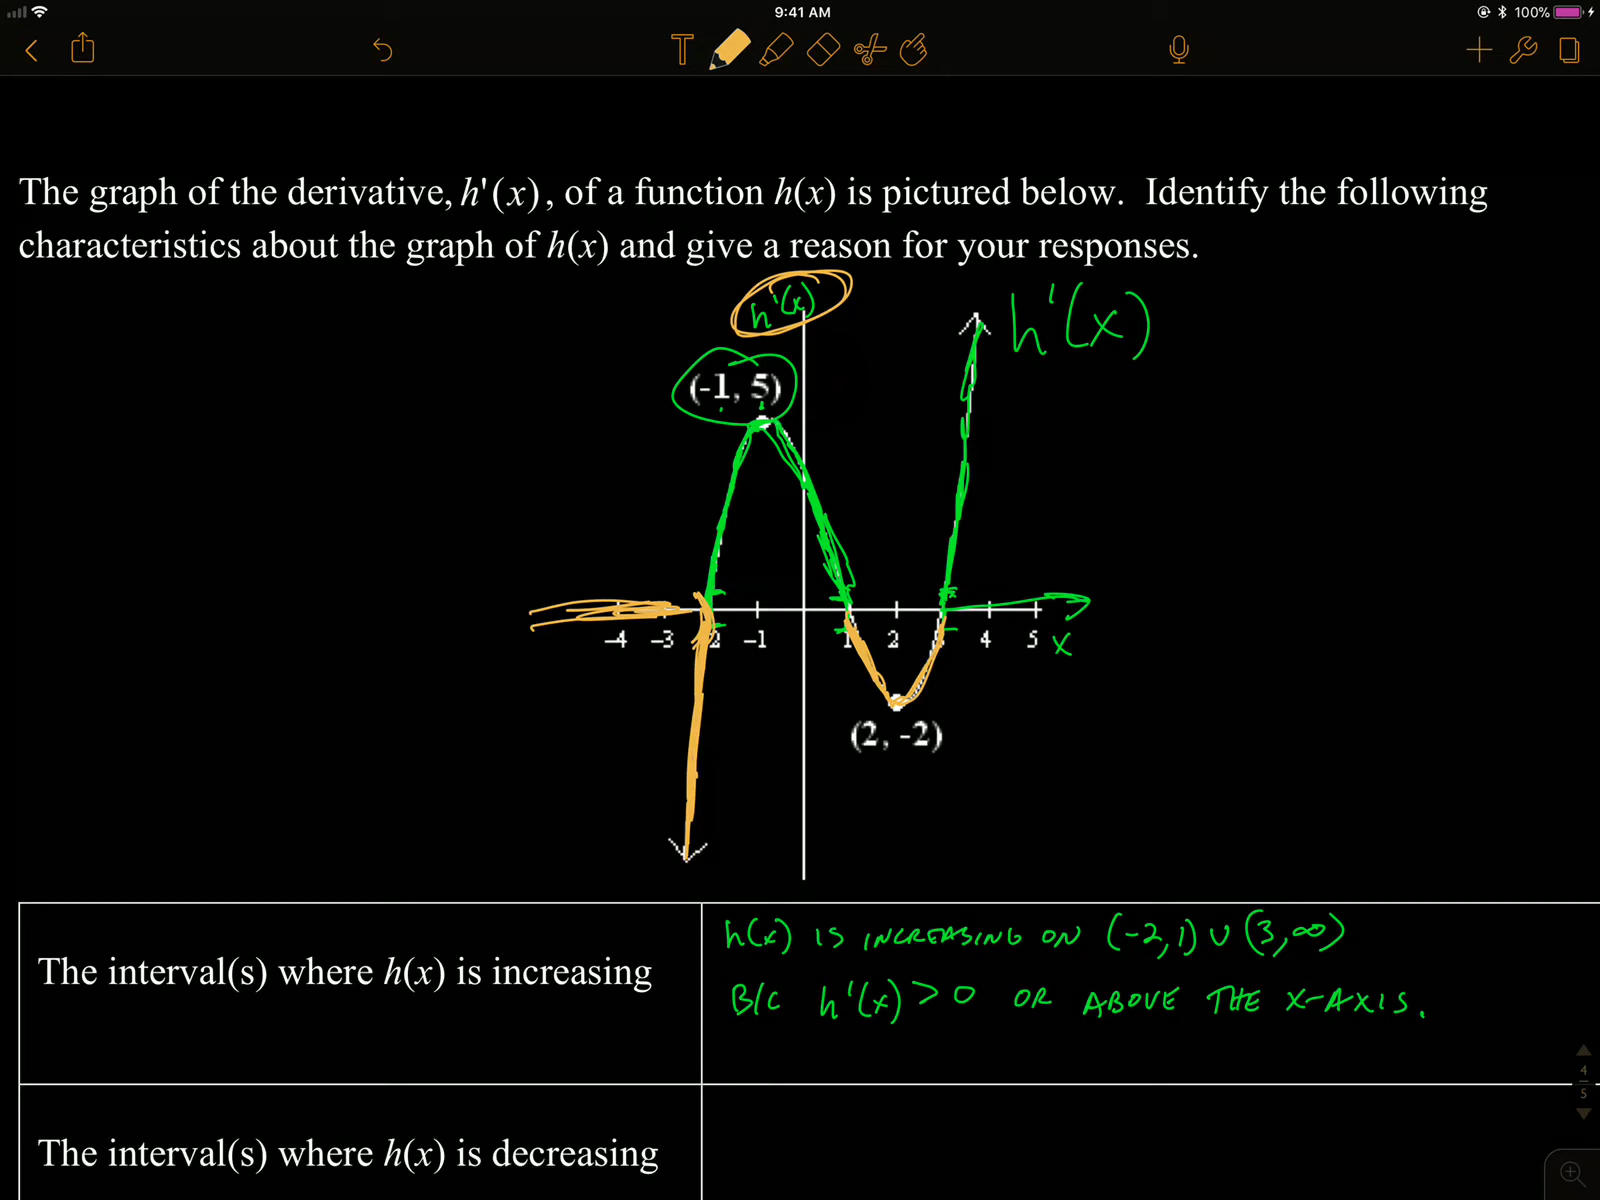 9:41 AM
100%
T
The graph of the derivative, h'(x), of a function h(x) is pictured below. Identify the following
characteristics about the graph of h(x) and give a reason for your responses.
h'(x)
h'(x)
(-1, 5)
-4 -3 -2 -1 1 2 3 4 5 x
(2, -2)
The interval(s) where h(x) is increasing
h(x) IS INCREASING ON (-2,1) ∪ (3,∞)
B/C h'(x) > 0 OR ABOVE THE X-AXIS.
The interval(s) where h(x) is decreasing
4
5